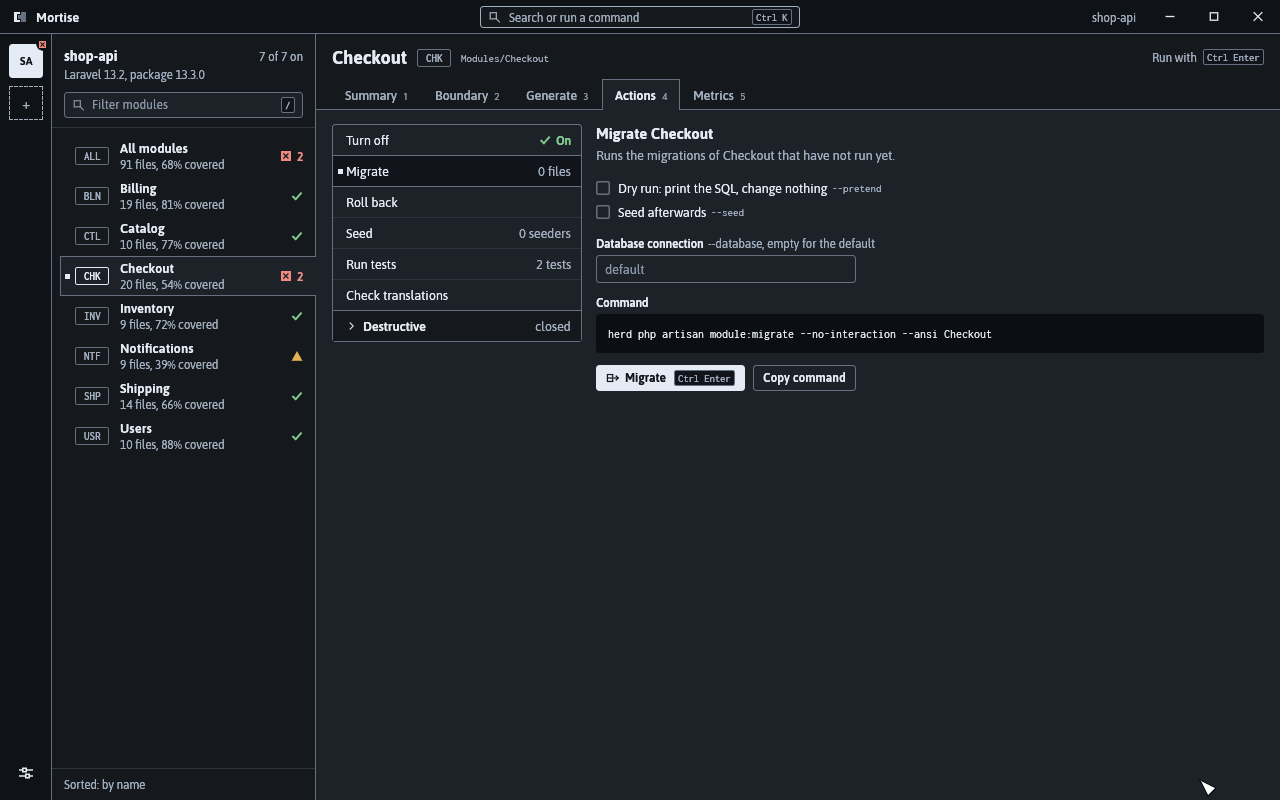 Mortise
Search or run a command
Ctrl K
shop-api
SA
+
shop-api
7 of 7 on
Laravel 13.2, package 13.3.0
Filter modules
/
ALL
All modules
91 files, 68% covered
2
BLN
Billing
19 files, 81% covered
CTL
Catalog
10 files, 77% covered
CHK
Checkout
20 files, 54% covered
2
INV
Inventory
9 files, 72% covered
NTF
Notifications
9 files, 39% covered
SHP
Shipping
14 files, 66% covered
USR
Users
10 files, 88% covered
Sorted: by name
Checkout
CHK
Modules/Checkout
Run with
Ctrl Enter
Summary 1
Boundary 2
Generate 3
Actions 4
Metrics 5
Turn off
On
Migrate
0 files
Roll back
Seed
0 seeders
Run tests
2 tests
Check translations
Destructive
closed
Migrate Checkout
Runs the migrations of Checkout that have not run yet.
Dry run: print the SQL, change nothing --pretend
Seed afterwards --seed
Database connection --database, empty for the default
default
Command
herd php artisan module:migrate --no-interaction --ansi Checkout
Migrate
Ctrl Enter
Copy command